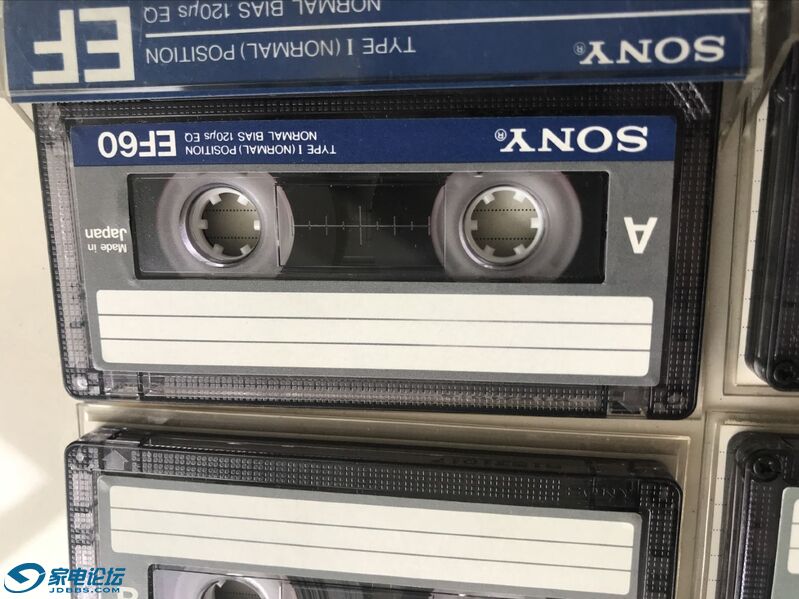 SONY®
TYPE I (NORMAL) POSITION
NORMAL BIAS 120μs EQ
EF
SONY®
TYPE I (NORMAL) POSITION
NORMAL BIAS 120μs EQ
EF60
A
Made in
Japan
家电论坛
JDBBS.COM